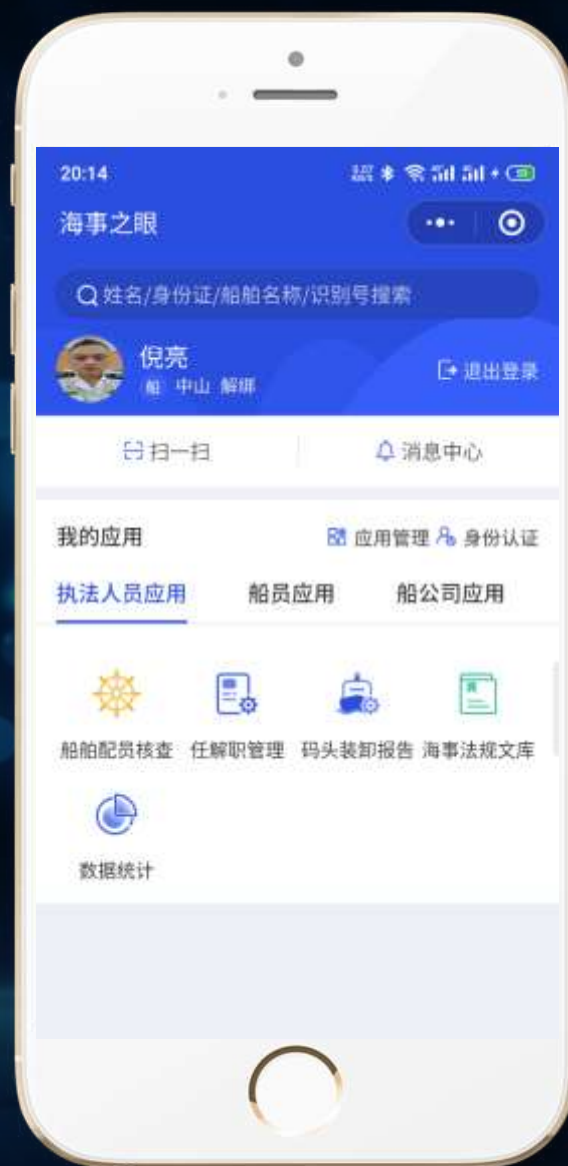 20:14
海事之眼
姓名/身份证/船舶名称/识别号搜索
倪亮
船 中山 解绑
退出登录
扫一扫
消息中心
我的应用
应用管理
身份认证
执法人员应用
船员应用
船公司应用
船舶配员核查
任解职管理
码头装卸报告
海事法规文库
数据统计